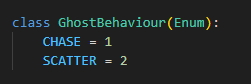 class GhostBehaviour(Enum):
    CHASE = 1
    SCATTER = 2